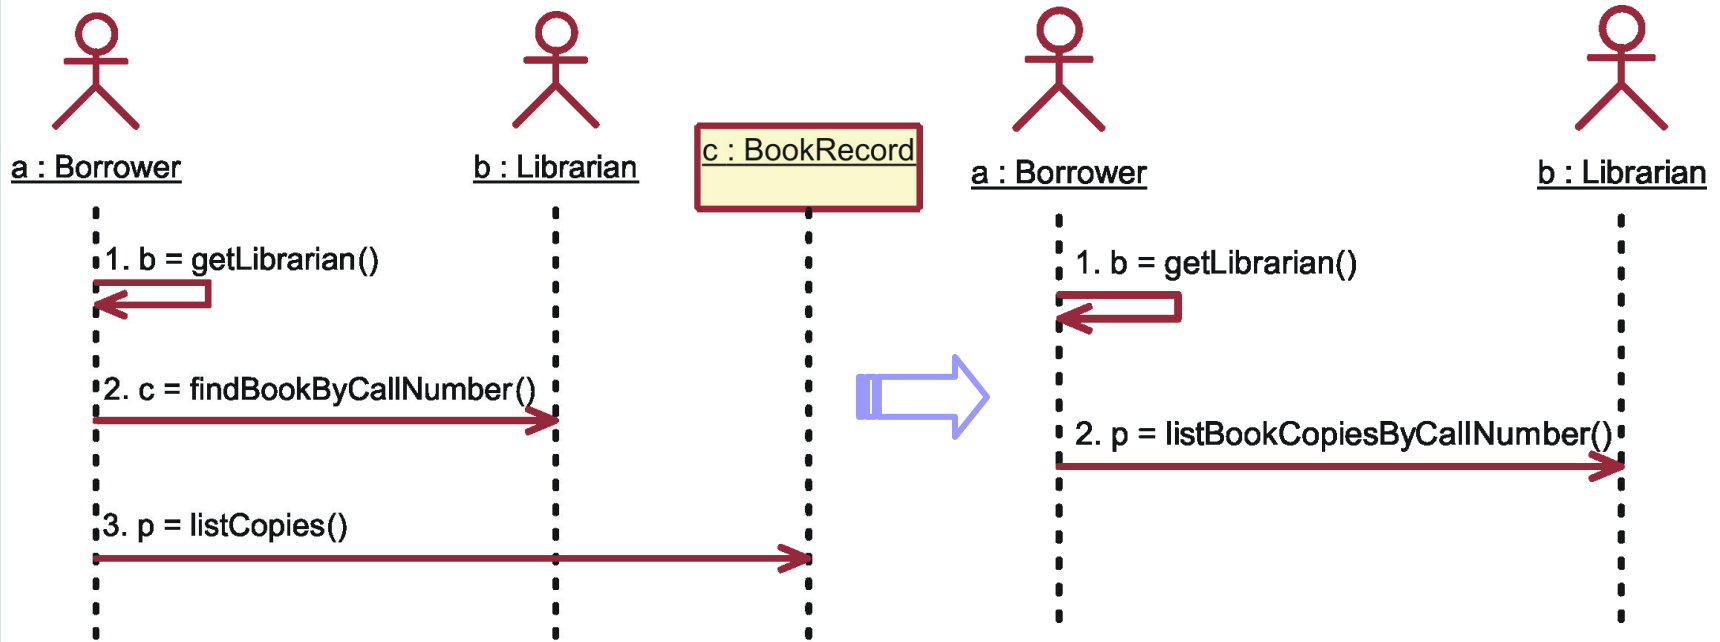 a : Borrower
b : Librarian
c : BookRecord
1. b = getLibrarian()
2. c = findBookByCallNumber()
3. p = listCopies()
a : Borrower
b : Librarian
1. b = getLibrarian()
2. p = listBookCopiesByCallNumber()